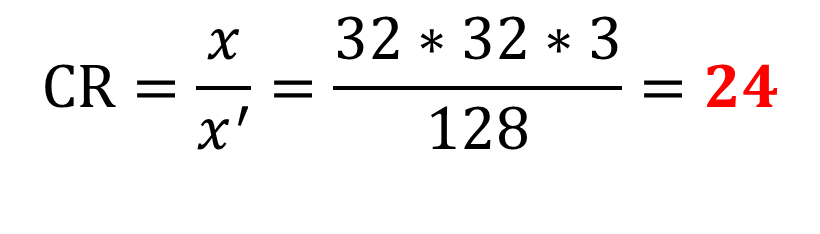 CR = x / x′ = 32 * 32 * 3 / 128 = 24